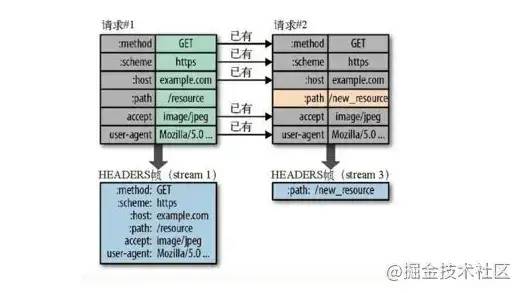 请求#1
:method GET
:scheme https
:host example.com
:path /resource
accept image/jpeg
user-agent Mozilla/5.0 ...
已有
已有
已有
已有
已有
请求#2
:method GET
:scheme https
:host example.com
:path /new_resource
accept image/jpeg
user-agent Mozilla/5.0 ...
HEADERS帧（stream 1）
:method: GET
:scheme: https
:host: example.com
:path: /resource
accept: image/jpeg
user-agent: Mozilla/5.0 ...
HEADERS帧（stream 3）
:path: /new_resource
@掘金技术社区